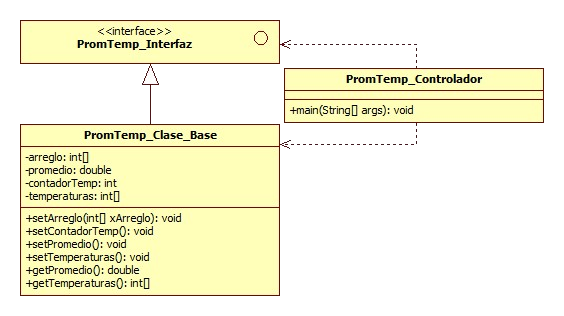 <<interface>>
PromTemp_Interfaz
PromTemp_Controlador
+main(String[] args): void
PromTemp_Clase_Base
-arreglo: int[]
-promedio: double
-contadorTemp: int
-temperaturas: int[]
+setArreglo(int[] xArreglo): void
+setContadorTemp(): void
+setPromedio(): void
+setTemperaturas(): void
+getPromedio(): double
+getTemperaturas(): int[]